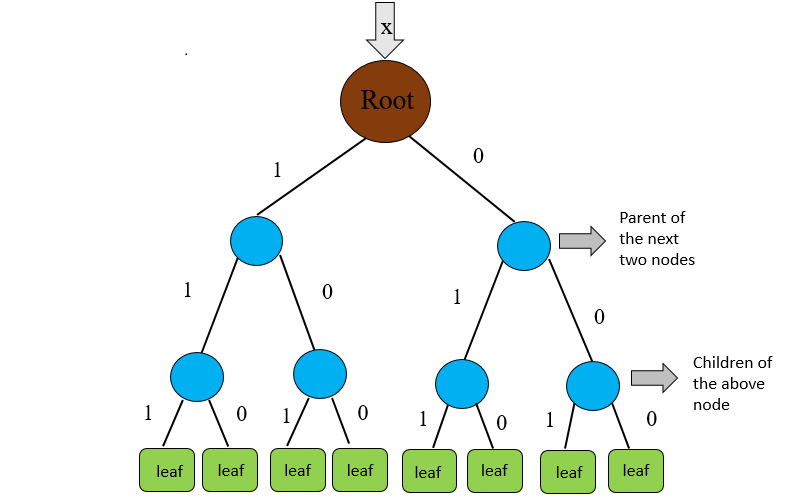 x
Root
1
0
Parent of
the next
two nodes
1
0
1
0
Children of
the above
node
1
0
1
0
1
0
1
0
leaf
leaf
leaf
leaf
leaf
leaf
leaf
leaf